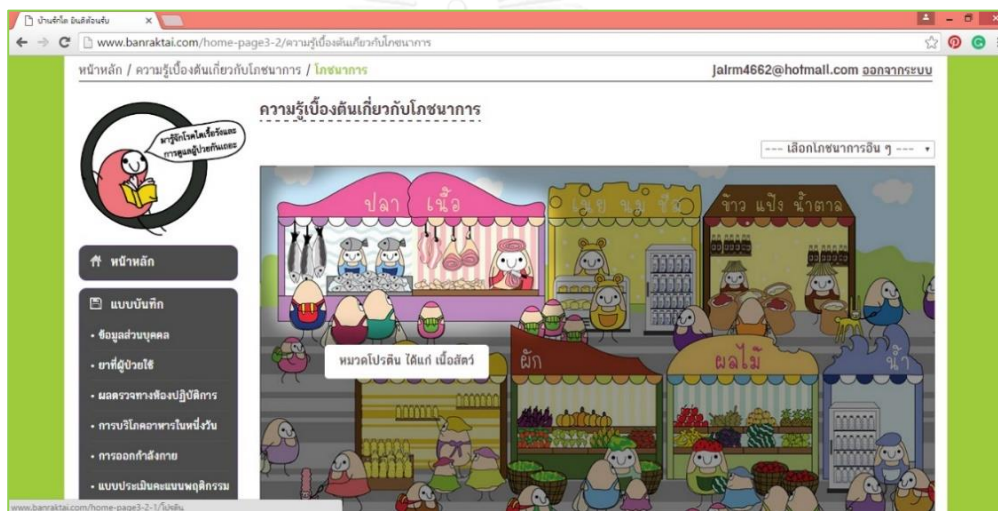 บ้านรักไต ยินดีต้อนรับ
www.banraktai.com/home-page3-2/ความรู้เบื้องต้นเกี่ยวกับโภชนาการ
หน้าหลัก / ความรู้เบื้องต้นเกี่ยวกับโภชนาการ / โภชนาการ
jalrm4662@hotmail.com ออกจากระบบ
มารู้จักโรคไตเรื้อรังและ
การดูแลผู้ป่วยกันเถอะ
ความรู้เบื้องต้นเกี่ยวกับโภชนาการ
--- เลือกโภชนาการอื่น ๆ ---
ปลา เนื้อ
เนย นม ชีส
ข้าว แป้ง น้ำตาล
หน้าหลัก
แบบบันทึก
• ข้อมูลส่วนบุคคล
• ยาที่ผู้ป่วยใช้
• ผลตรวจทางห้องปฏิบัติการ
• การบริโภคอาหารในหนึ่งวัน
• การออกกำลังกาย
• แบบประเมินคะแนนพฤติกรรม
หมวดโปรตีน ได้แก่ เนื้อสัตว์
ผัก
ผลไม้
น้ำ
www.banraktai.com/home-page3-2-1/โปรตีน